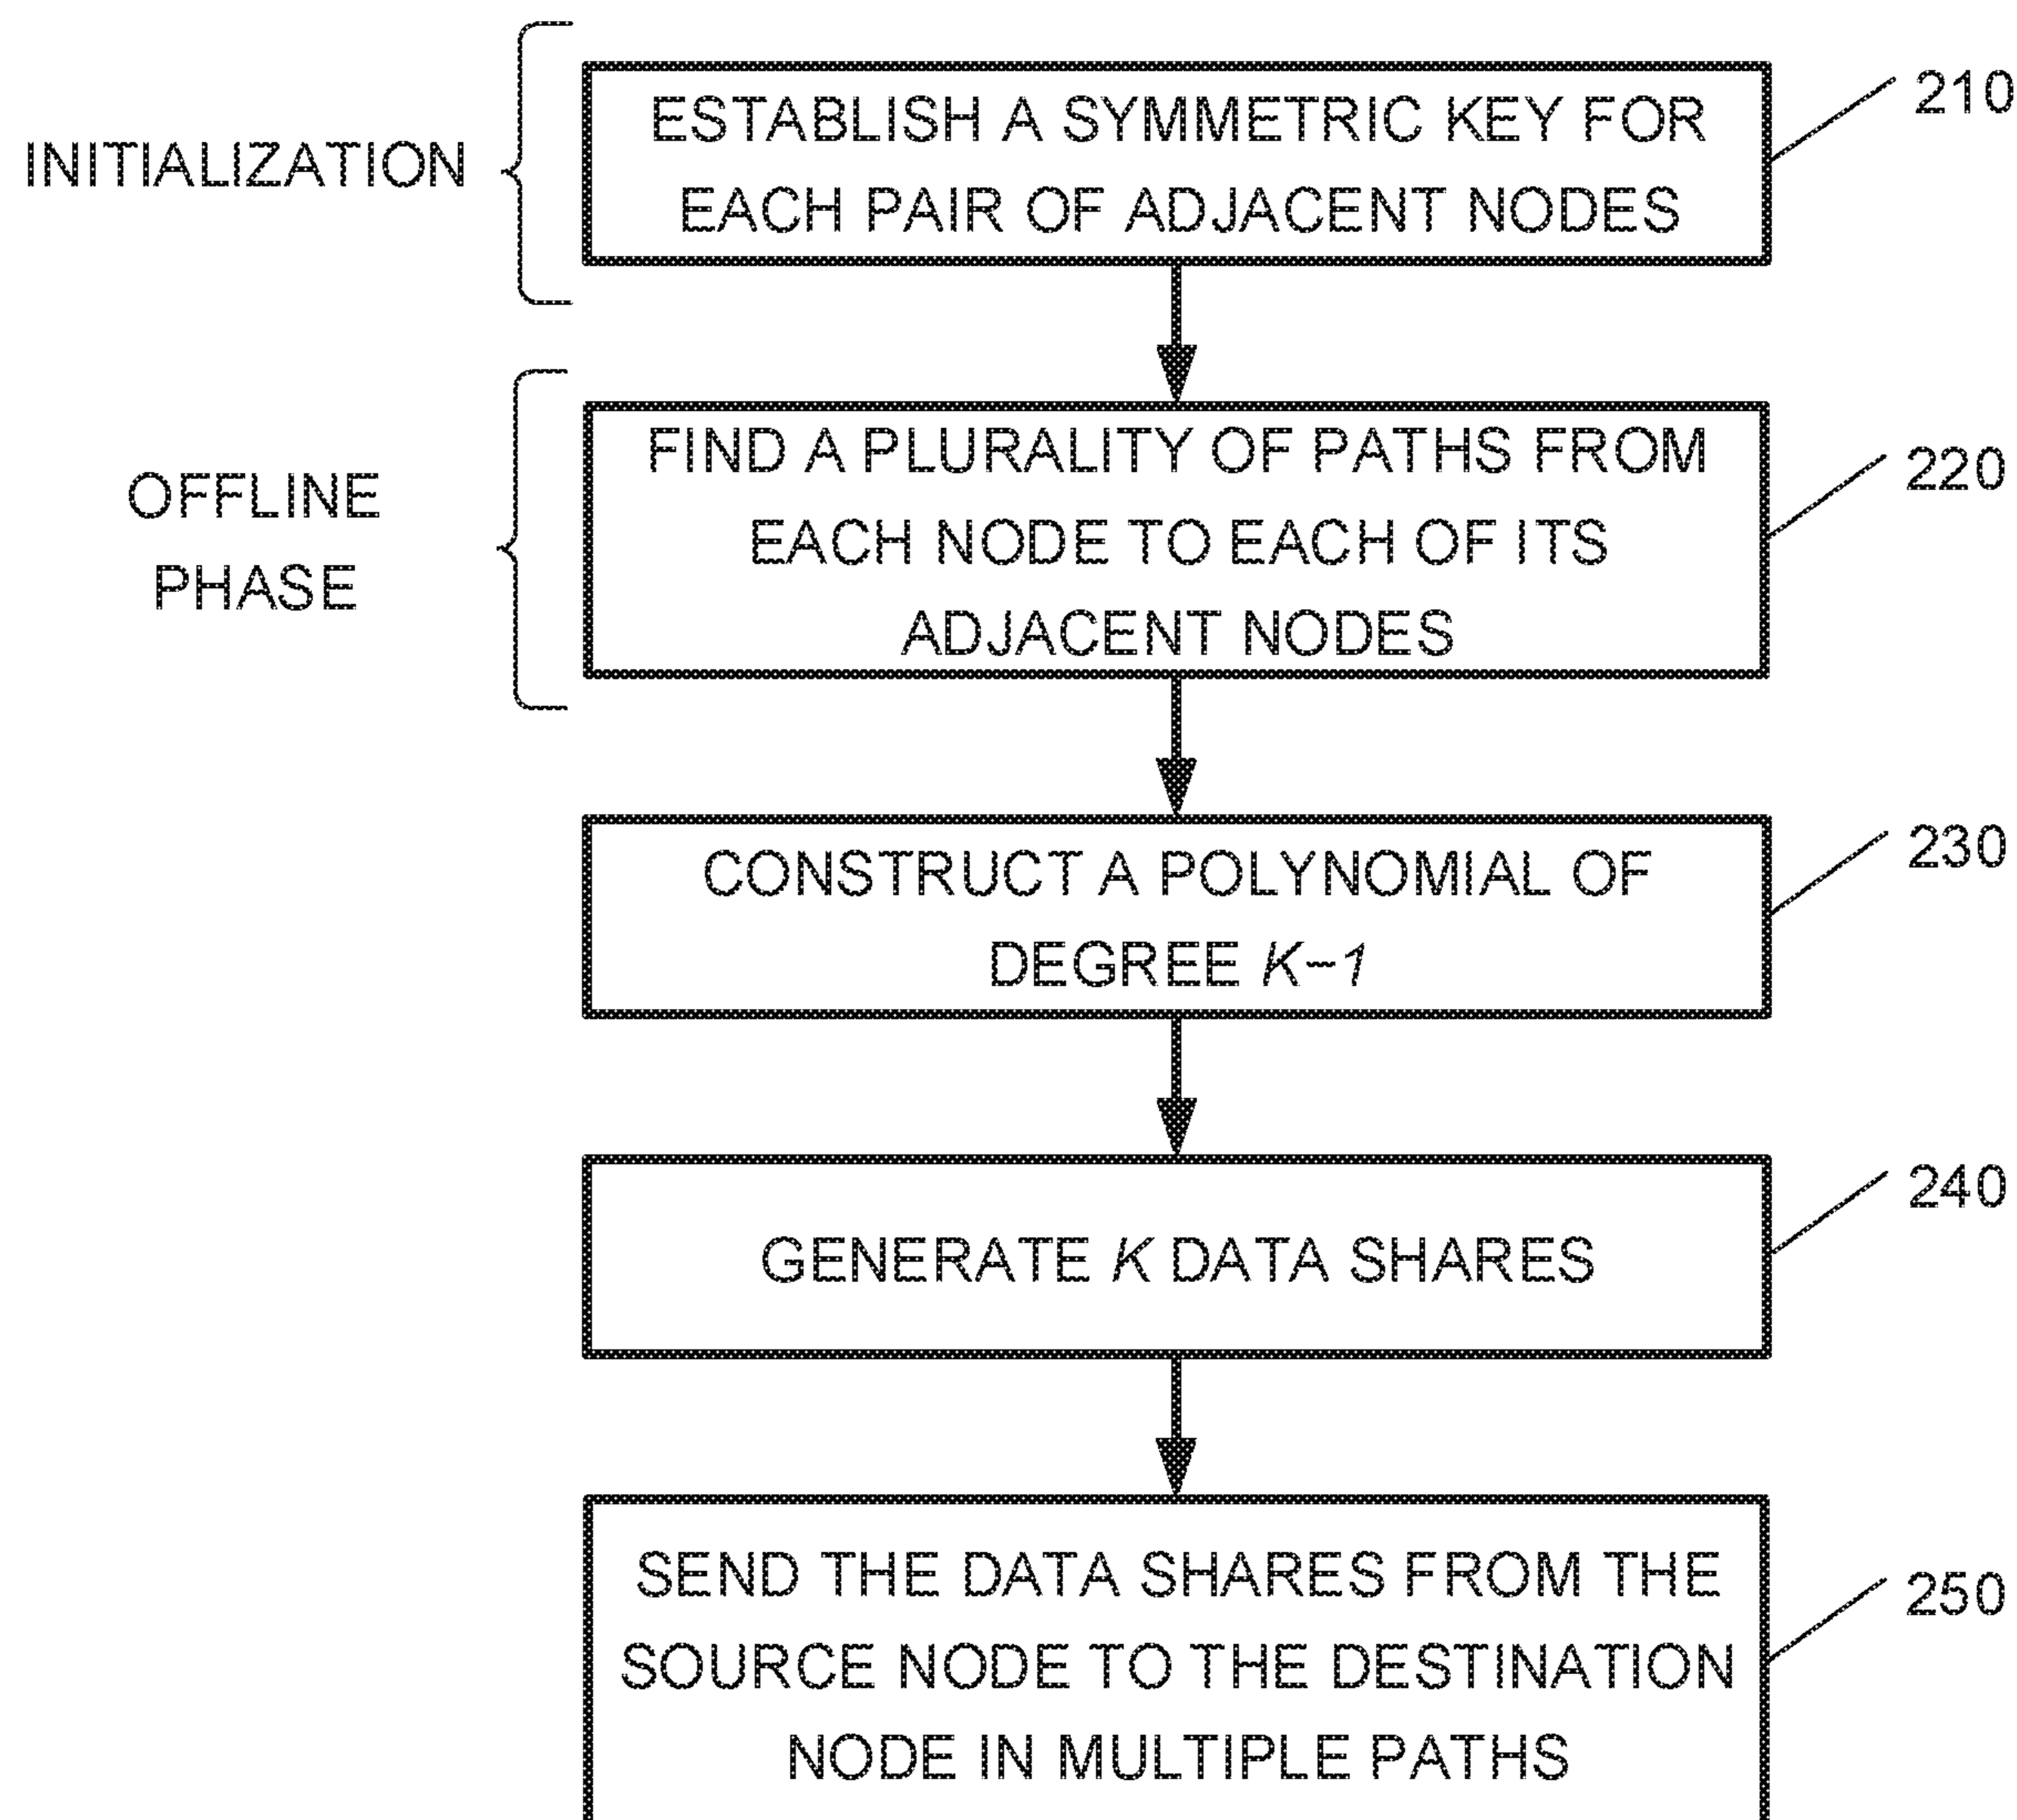 INITIALIZATION
ESTABLISH A SYMMETRIC KEY FOR
EACH PAIR OF ADJACENT NODES
210
OFFLINE
PHASE
FIND A PLURALITY OF PATHS FROM
EACH NODE TO EACH OF ITS
ADJACENT NODES
220
CONSTRUCT A POLYNOMIAL OF
DEGREE K-1
230
GENERATE K DATA SHARES
240
SEND THE DATA SHARES FROM THE
SOURCE NODE TO THE DESTINATION
NODE IN MULTIPLE PATHS
250